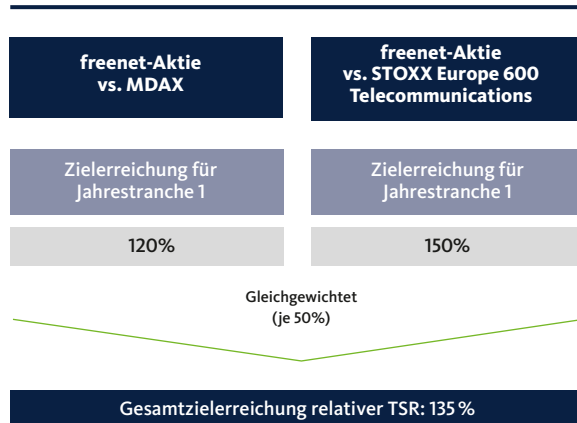 freenet-Aktie
vs. MDAX
freenet-Aktie
vs. STOXX Europe 600
Telecommunications
Zielerreichung für
Jahrestranche 1
Zielerreichung für
Jahrestranche 1
120%
150%
Gleichgewichtet
(je 50%)
Gesamtzielerreichung relativer TSR: 135 %